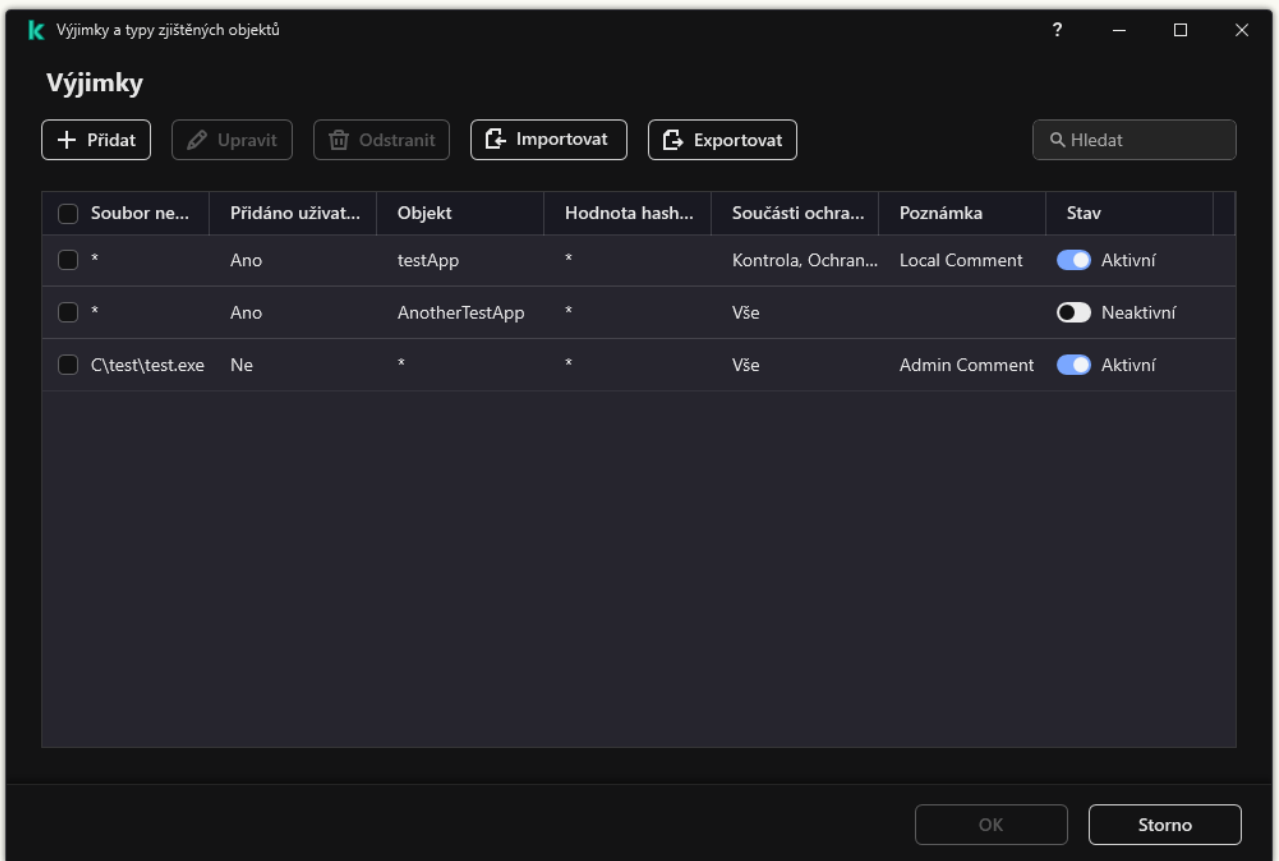 Výjimky a typy zjištěných objektů ?
Výjimky
Přidat Upravit Odstranit Importovat Exportovat Hledat
Soubor ne... Přidáno uživat... Objekt Hodnota hash... Součásti ochra... Poznámka Stav
* Ano testApp * Kontrola, Ochran... Local Comment Aktivní
* Ano AnotherTestApp * Vše Neaktivní
C\test\test.exe Ne * * Vše Admin Comment Aktivní
OK Storno